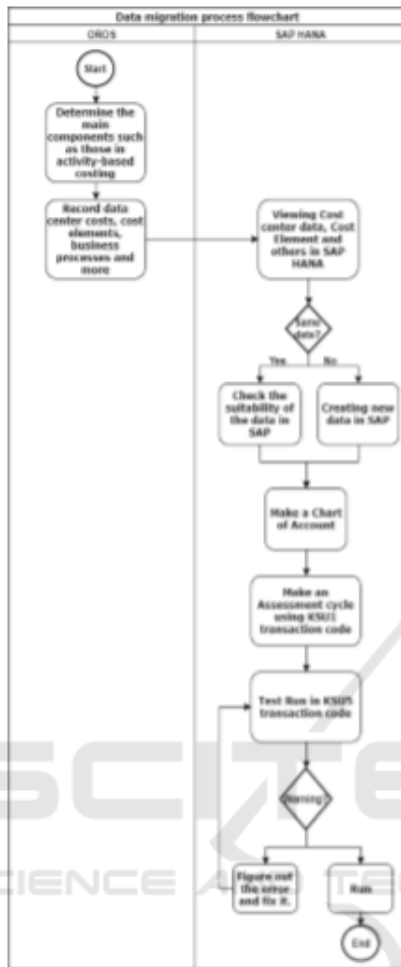 Data migration process flowchart
OROS
SAP HANA
Start
Determine the
main
components such
as those in
activity-based
costing
Record data
center costs, cost
elements,
business
processes and
more
Viewing Cost
center data, Cost
Element and
others in SAP
HANA
Same
data?
Yes
No
Check the
suitability of
the data in
SAP
Creating new
data in SAP
Make a Chart
of Account
Make an
Assessment cycle
using KSU1
transaction code
Test Run in KSU5
transaction code
Warning?
Figure out
the error
and fix it.
Run
End